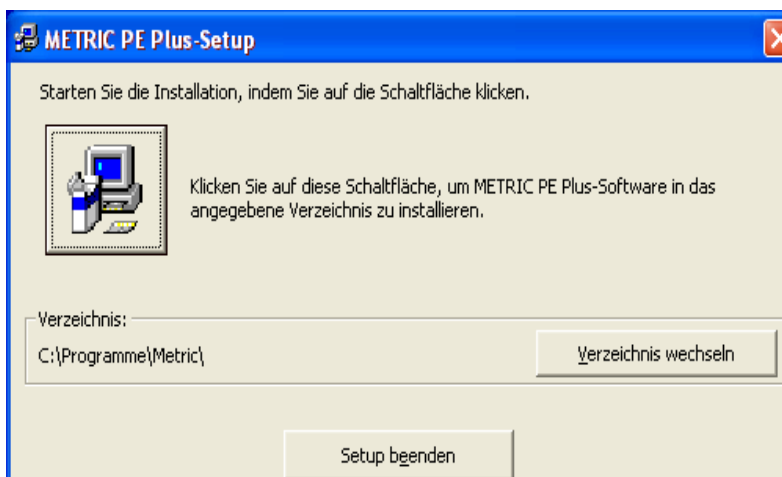 METRIC PE Plus-Setup
Starten Sie die Installation, indem Sie auf die Schaltfläche klicken.
Klicken Sie auf diese Schaltfläche, um METRIC PE Plus-Software in das
angegebene Verzeichnis zu installieren.
Verzeichnis:
C:\Programme\Metric\
Verzeichnis wechseln
Setup beenden